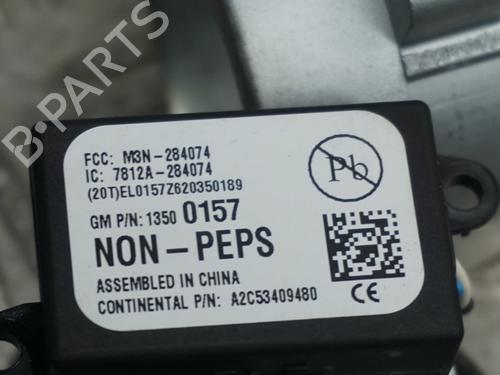 B-PARTS
FCC: M3N-284074
IC: 7812A-284074
(20T)EL0157Z620350189
GM P/N: 1350 0157
NON-PEPS
ASSEMBLED IN CHINA
CONTINENTAL P/N: A2C53409480
Pb
CE